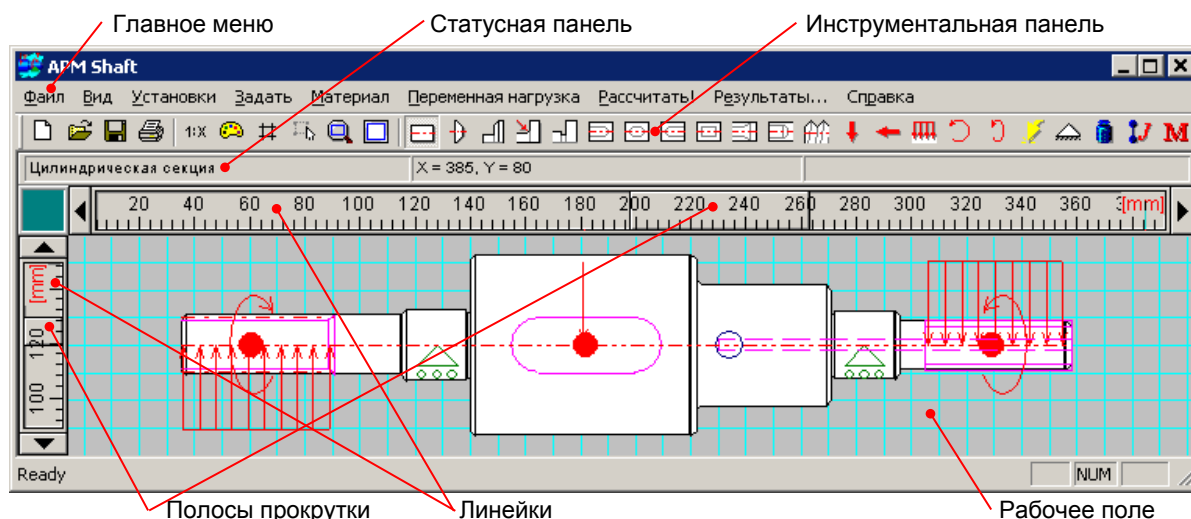 Главное меню Статусная панель Инструментальная панель
APM Shaft
Файл Вид Установки Задать Материал Переменная нагрузка Рассчитать! Результаты... Справка
1:X M
Цилиндрическая секция X = 385, Y = 80
20 40 60 80 100 120 140 160 180 200 220 240 260 280 300 320 340 360 [mm]
[mm]
120
100
Ready NUM
Полосы прокрутки Линейки Рабочее поле